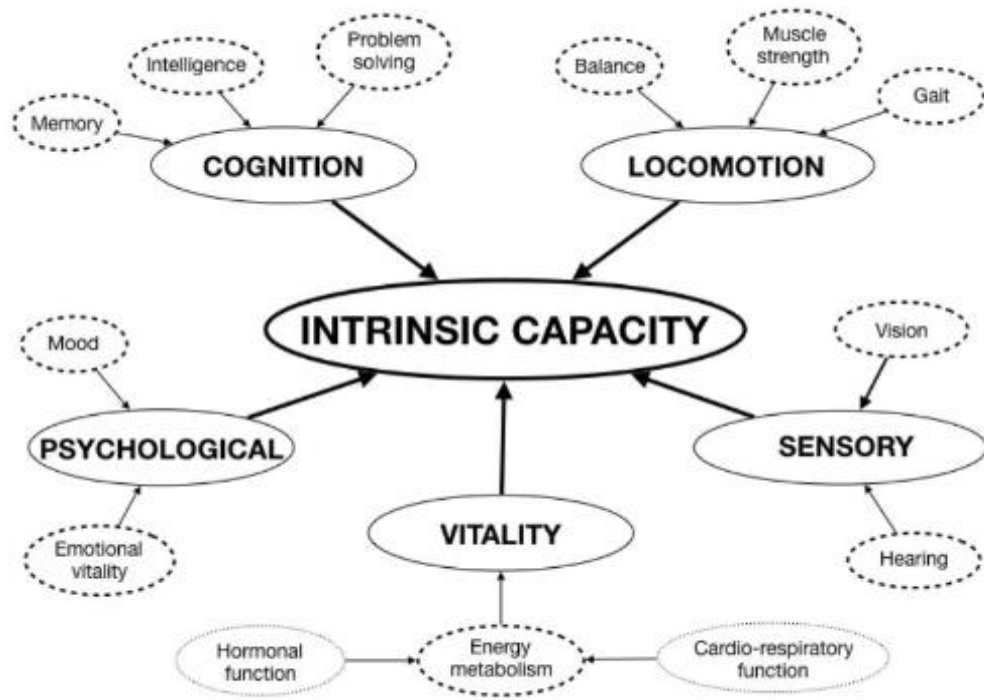 Problem
solving
Intelligence
Memory
COGNITION
Muscle
strength
Balance
Gait
LOCOMOTION
INTRINSIC CAPACITY
Mood
PSYCHOLOGICAL
Emotional
vitality
Vision
SENSORY
Hearing
VITALITY
Hormonal
function
Energy
metabolism
Cardio-respiratory
function